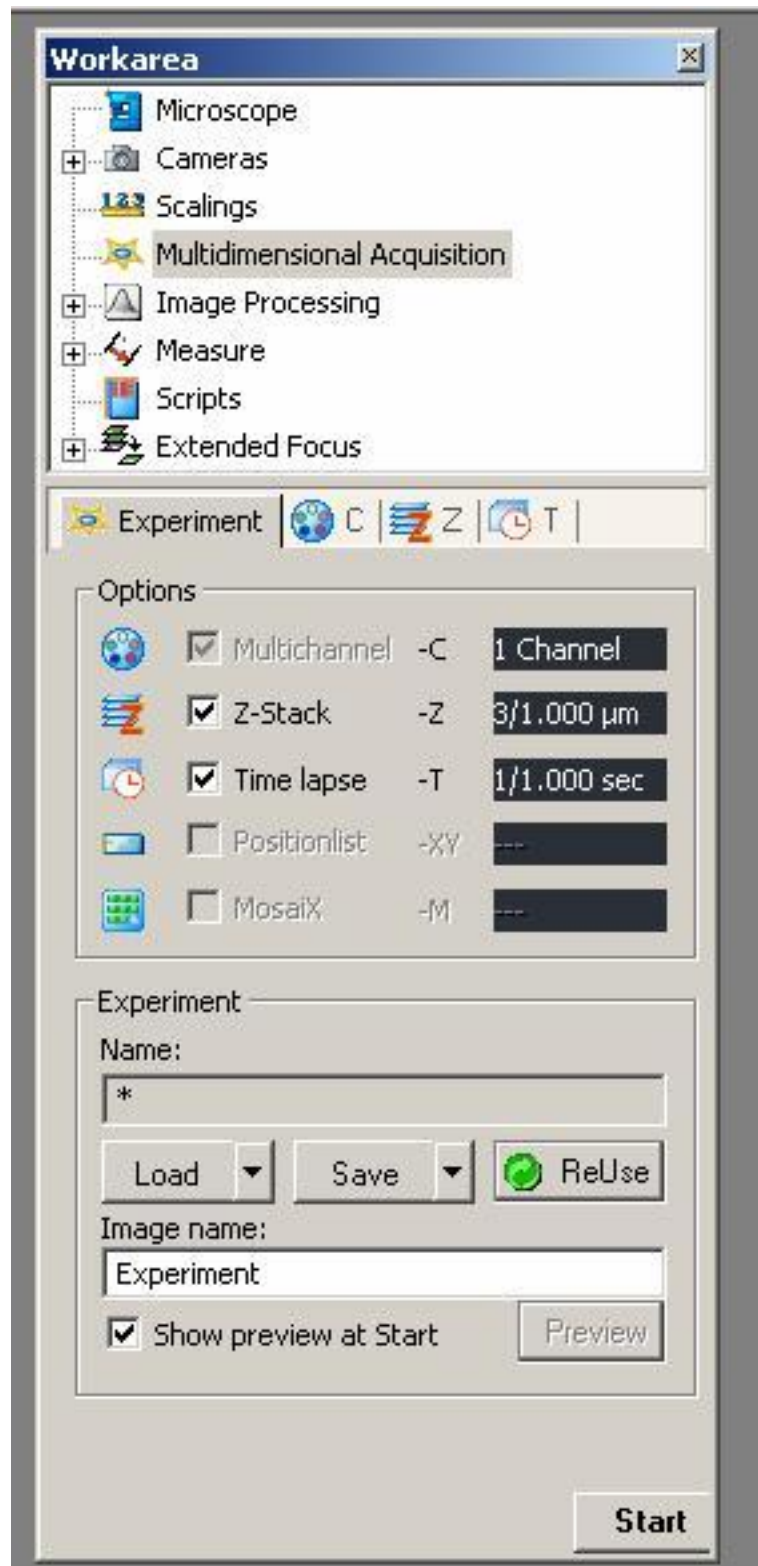 Workarea
Microscope
Cameras
Scalings
Multidimensional Acquisition
Image Processing
Measure
Scripts
Extended Focus
Experiment C Z T
Options
Multichannel -C 1 Channel
Z-Stack -Z 3/1.000 µm
Time lapse -T 1/1.000 sec
Positionlist -XY ---
MosaiX -M ---
Experiment
Name:
*
Load Save ReUse
Image name:
Experiment
Show preview at Start Preview
Start